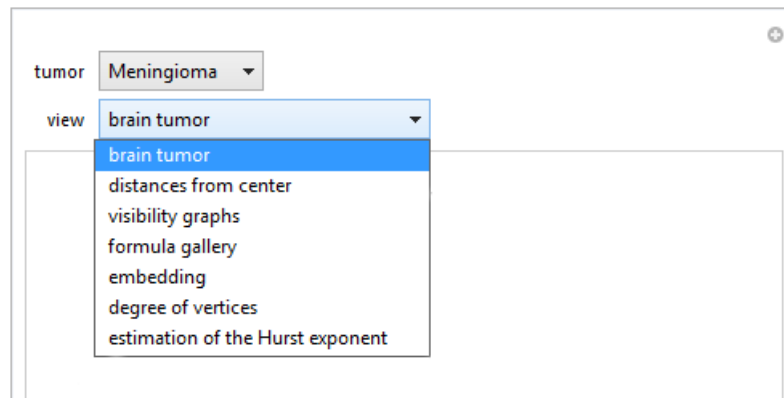 tumor Meningioma
view brain tumor
brain tumor
distances from center
visibility graphs
formula gallery
embedding
degree of vertices
estimation of the Hurst exponent